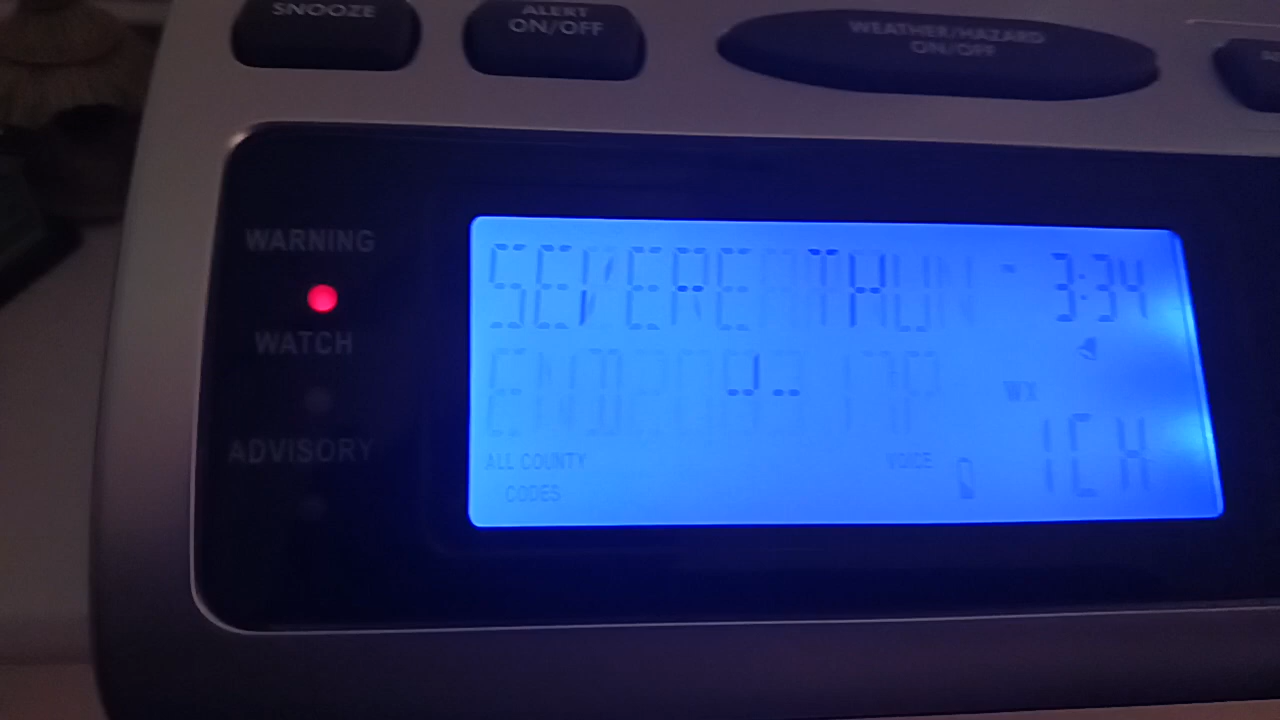 SNOOZE
ALERT
ON/OFF
WEATHER/HAZARD
ON/OFF
WARNING
WATCH
ADVISORY
SEVERE THUN
3:34
WX
ALL COUNTY
CODES
VOICE
1CH